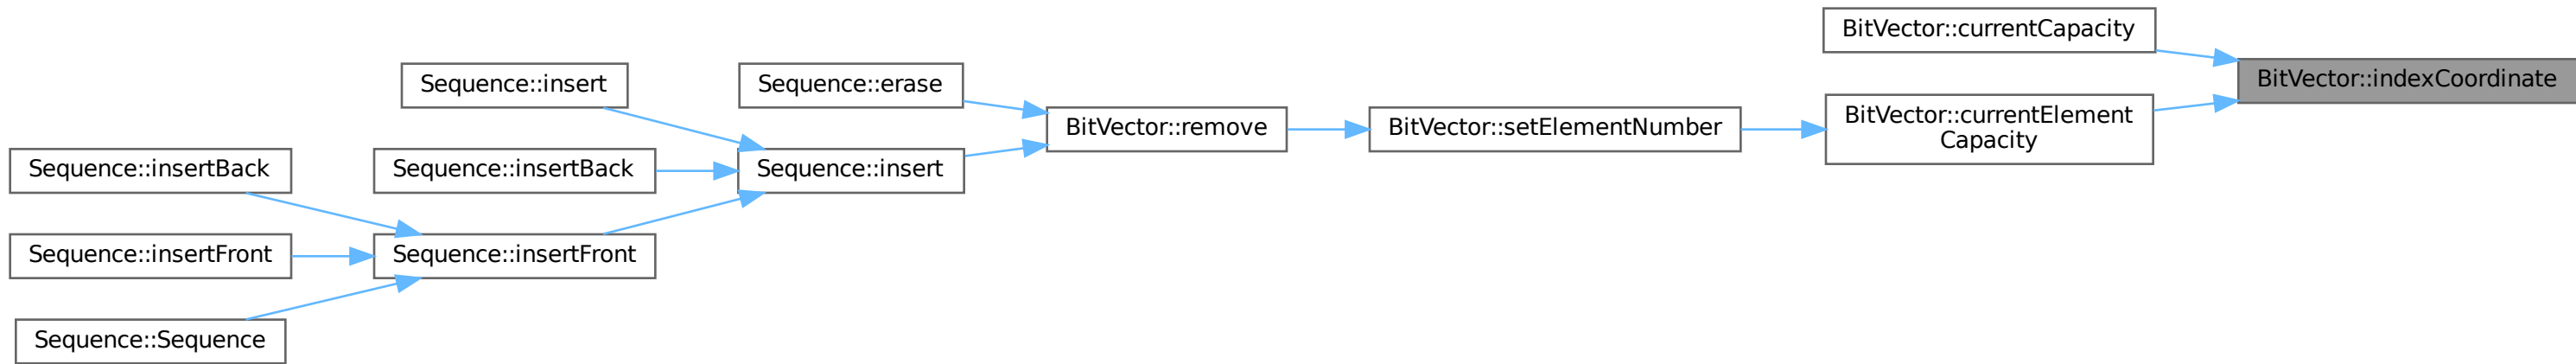 BitVector::currentCapacity
BitVector::indexCoordinate
Sequence::insert
Sequence::erase
BitVector::remove
BitVector::setElementNumber
BitVector::currentElement
Capacity
Sequence::insertBack
Sequence::insertBack
Sequence::insert
Sequence::insertFront
Sequence::insertFront
Sequence::Sequence